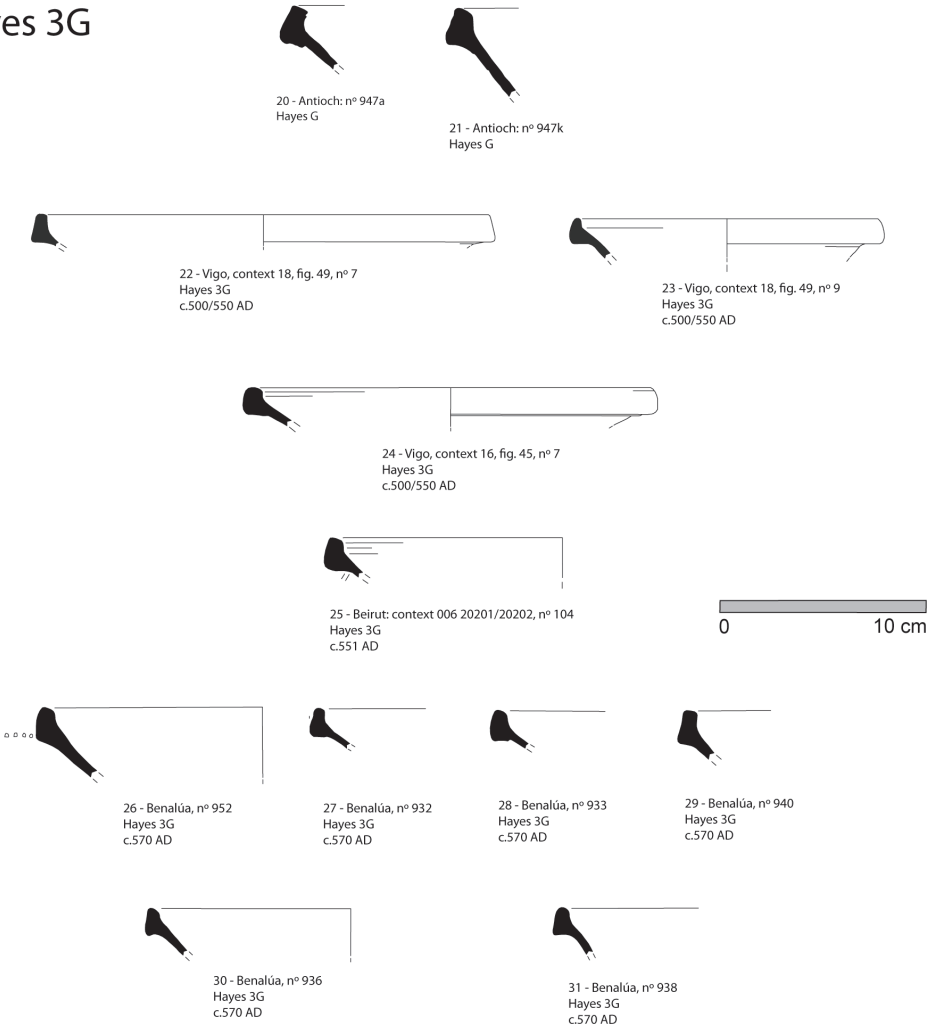 es 3G
20 - Antioch: nº 947a
Hayes G
21 - Antioch: nº 947k
Hayes G
22 - Vigo, context 18, fig. 49, nº 7
Hayes 3G
c.500/550 AD
23 - Vigo, context 18, fig. 49, nº 9
Hayes 3G
c.500/550 AD
24 - Vigo, context 16, fig. 45, nº 7
Hayes 3G
c.500/550 AD
25 - Beirut: context 006 20201/20202, nº 104
Hayes 3G
c.551 AD
0 10 cm
26 - Benalúa, nº 952
Hayes 3G
c.570 AD
27 - Benalúa, nº 932
Hayes 3G
c.570 AD
28 - Benalúa, nº 933
Hayes 3G
c.570 AD
29 - Benalúa, nº 940
Hayes 3G
c.570 AD
30 - Benalúa, nº 936
Hayes 3G
c.570 AD
31 - Benalúa, nº 938
Hayes 3G
c.570 AD